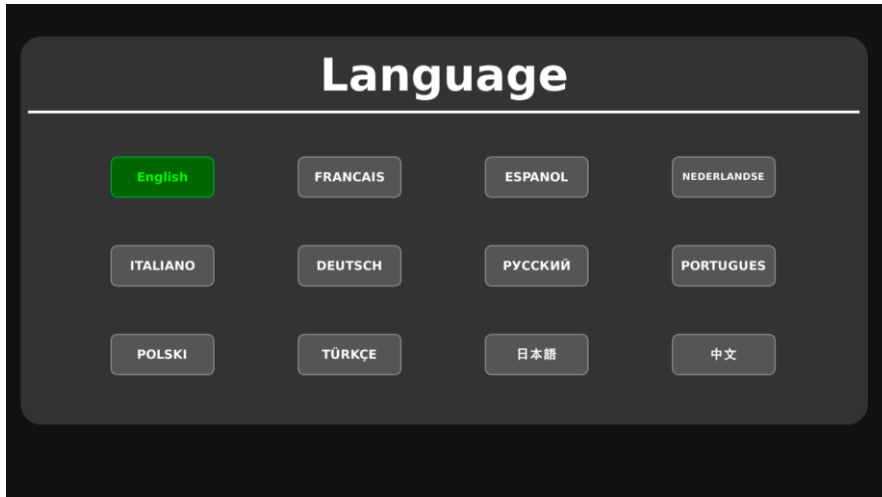 Language
English
FRANCAIS
ESPANOL
NEDERLANDSE
ITALIANO
DEUTSCH
РУССКИЙ
PORTUGUES
POLSKI
TÜRKÇE
日本語
中文